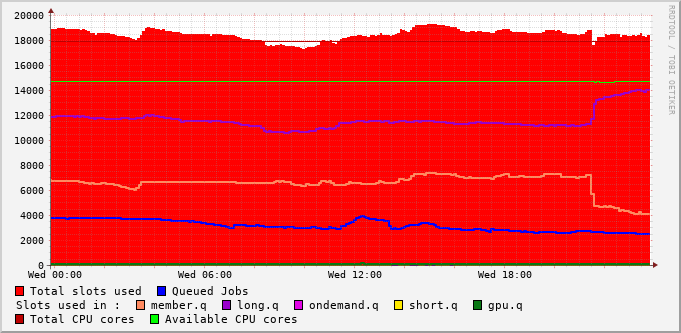 RRDTOOL / TOBI OETIKER
20000
18000
16000
14000
12000
10000
8000
6000
4000
2000
0
Wed 00:00 Wed 06:00 Wed 12:00 Wed 18:00
Total slots used Queued Jobs
Slots used in : member.q long.q ondemand.q short.q gpu.q
Total CPU cores Available CPU cores